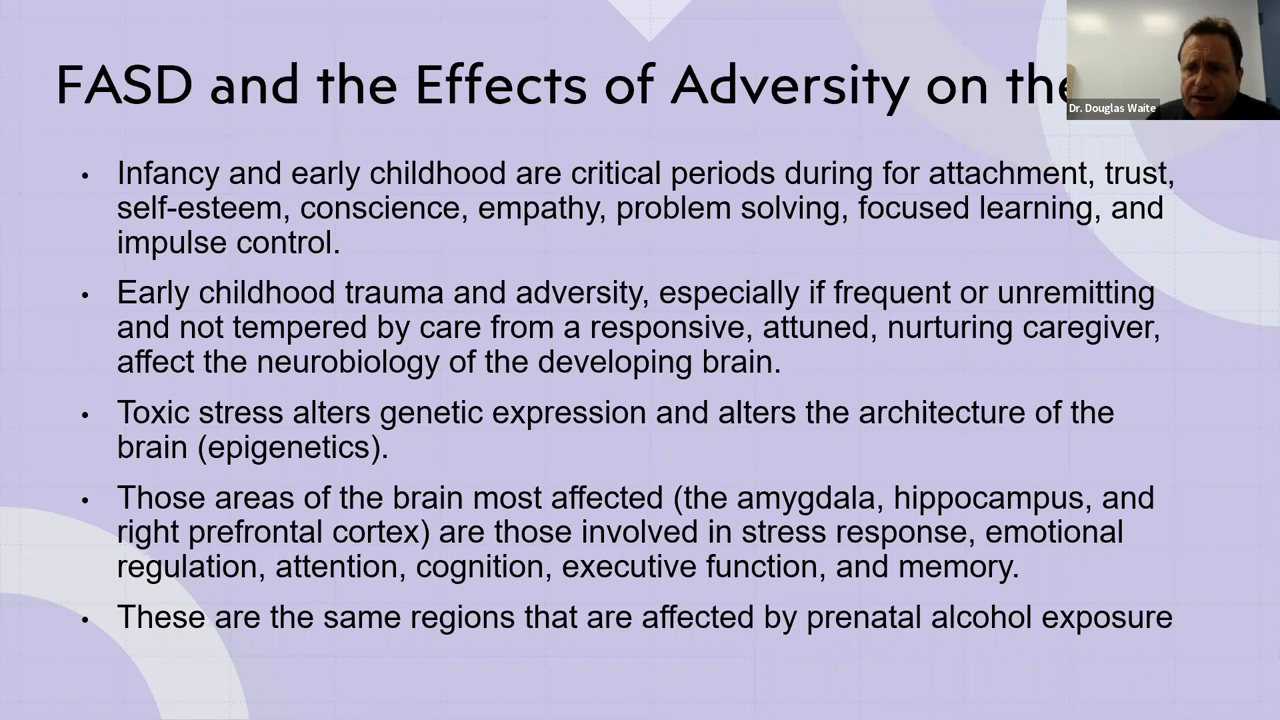 FASD and the Effects of Adversity on the
Dr. Douglas Waite
• Infancy and early childhood are critical periods during for attachment, trust,
self-esteem, conscience, empathy, problem solving, focused learning, and
impulse control.
• Early childhood trauma and adversity, especially if frequent or unremitting
and not tempered by care from a responsive, attuned, nurturing caregiver,
affect the neurobiology of the developing brain.
• Toxic stress alters genetic expression and alters the architecture of the
brain (epigenetics).
• Those areas of the brain most affected (the amygdala, hippocampus, and
right prefrontal cortex) are those involved in stress response, emotional
regulation, attention, cognition, executive function, and memory.
• These are the same regions that are affected by prenatal alcohol exposure